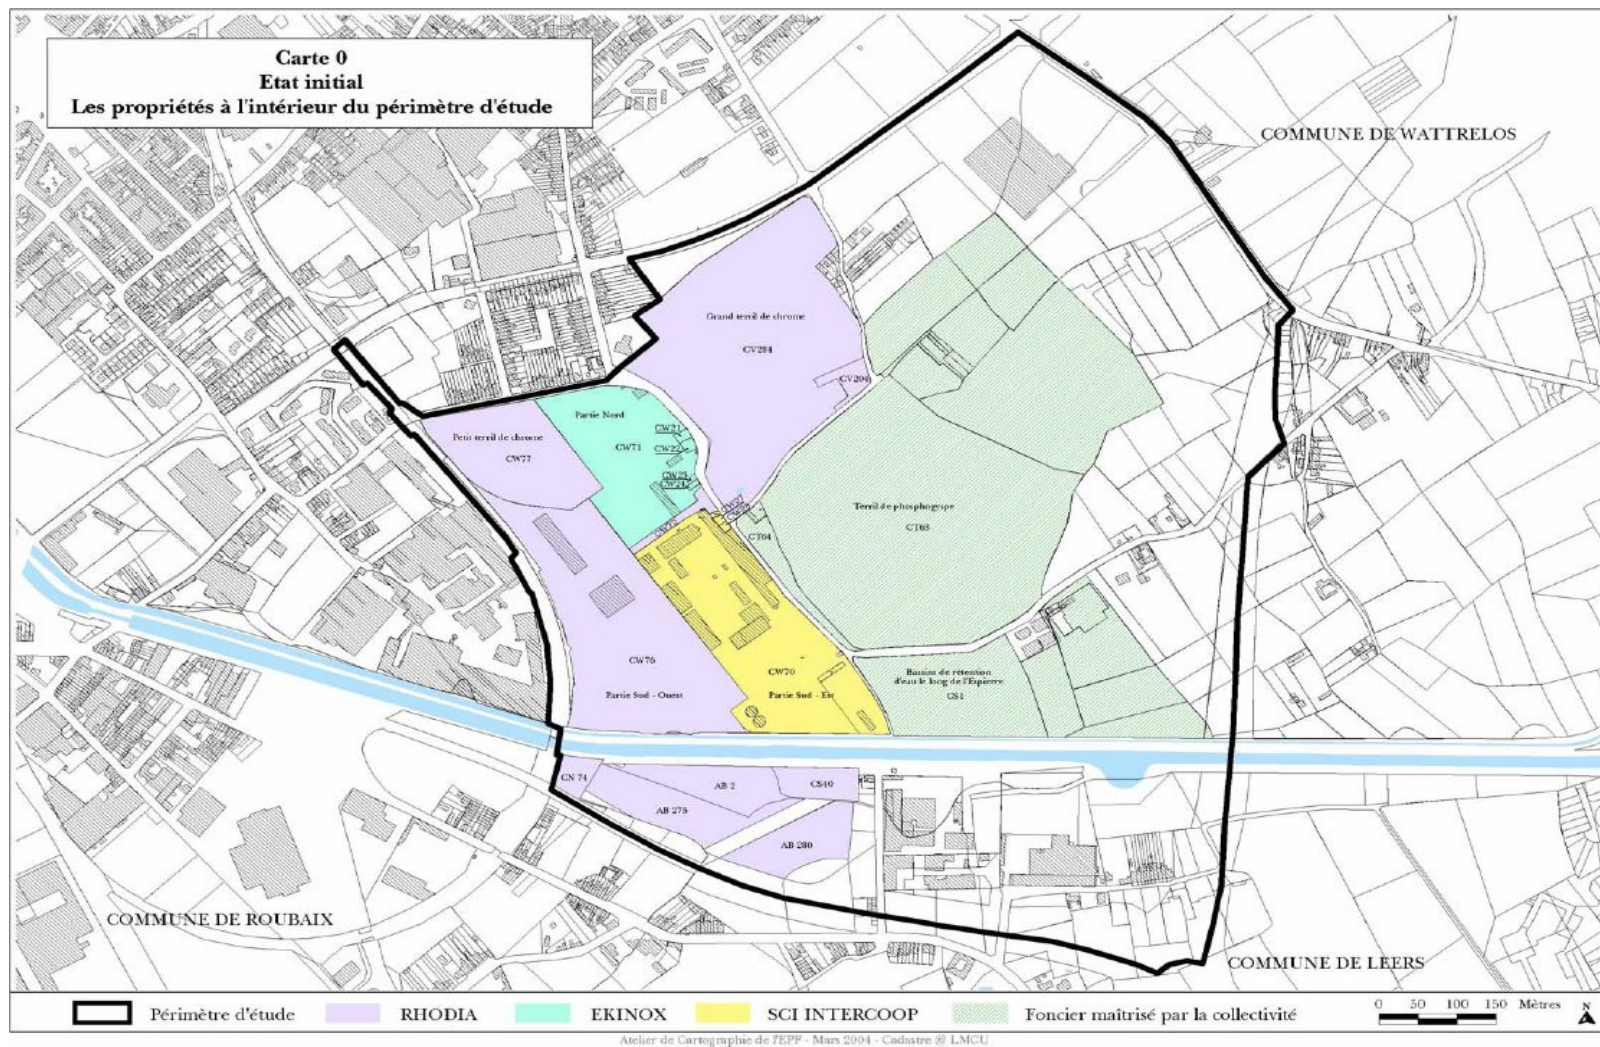 Carte 0
Etat initial
Les propriétés à l'intérieur du périmètre d'étude
COMMUNE DE WATTRELOS
Grand terril de chrome
CV294
CV204
Partie Nord
CW21
CW71
CW22
CW23
CW24
Petit terril de chrome
CW77
CW27
Terril de phosphogypse
CT63
CT64
CW76
Partie Sud - Ouest
CW70
Partie Sud - Est
Bassins de rétention
d'eau le long de l'Espierre
CS1
CN 74
AB 2
CS40
AB 275
AB 280
COMMUNE DE ROUBAIX
COMMUNE DE LEERS
Périmètre d'étude
RHODIA
EKINOX
SCI INTERCOOP
Foncier maîtrisé par la collectivité
0 50 100 150 Mètres
N
Atelier de Cartographie de l'EPF - Mars 2004 - Cadastre @ LMCU